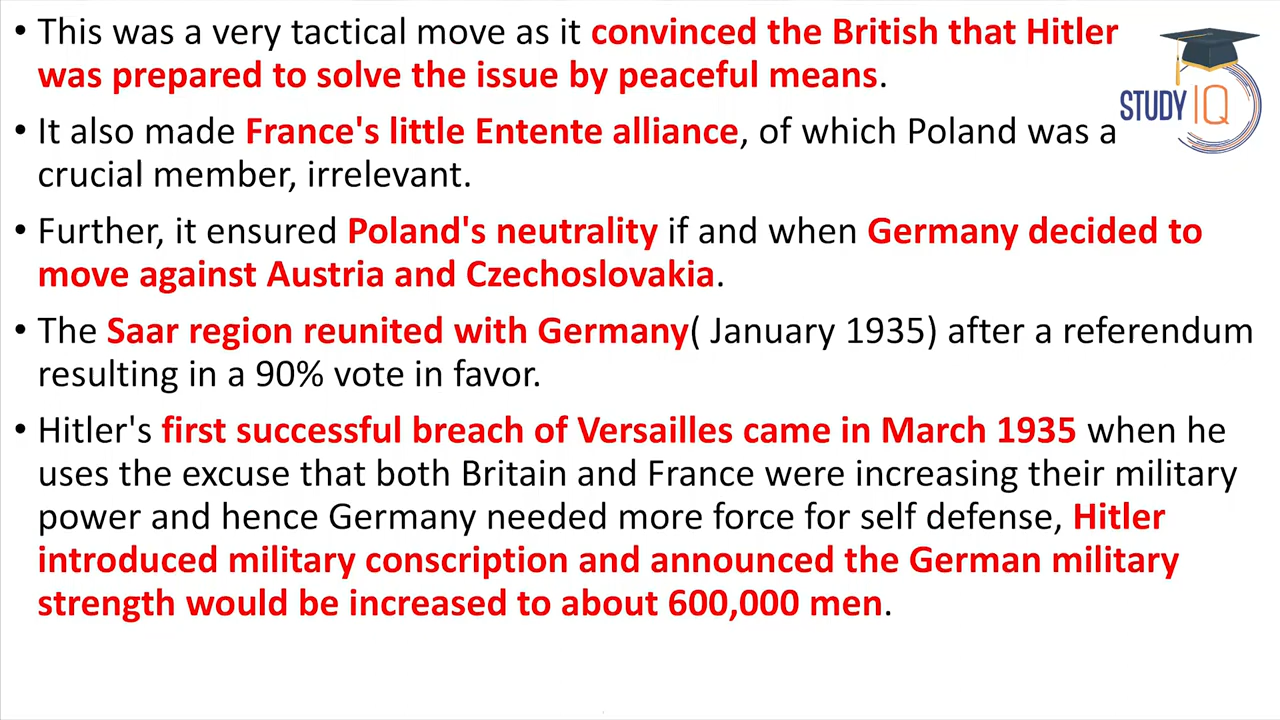 • This was a very tactical move as it convinced the British that Hitler
was prepared to solve the issue by peaceful means.
• It also made France's little Entente alliance, of which Poland was a
crucial member, irrelevant.
• Further, it ensured Poland's neutrality if and when Germany decided to
move against Austria and Czechoslovakia.
• The Saar region reunited with Germany( January 1935) after a referendum
resulting in a 90% vote in favor.
• Hitler's first successful breach of Versailles came in March 1935 when he
uses the excuse that both Britain and France were increasing their military
power and hence Germany needed more force for self defense, Hitler
introduced military conscription and announced the German military
strength would be increased to about 600,000 men.
STUDY IQ